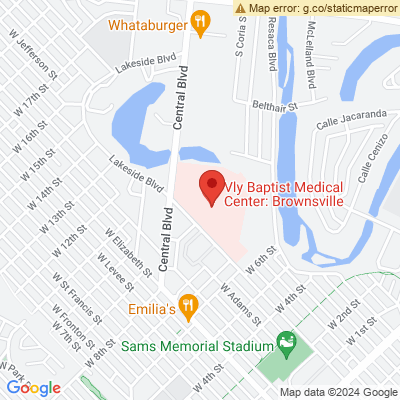 Map error: g.co/staticmaperror
Whataburger
S Coria St
Resaca Blvd
McLelland Blvd
W Jefferson St
Lakeside Blvd
W 17th St
Central Blvd
Belthair St
Calle Jacaranda
W 16th St
W 15th St
Calle Cenizo
W 14th St
Lakeside Blvd
Vly Baptist Medical
Center: Brownsville
W 13th St
Central Blvd
W 12th St
W Elizabeth St
W 6th St
W Levee St
W St Francis St
W Adams St
W 4th St
Emilia's
W 2nd St
W Fronton St
W 7th St
W 8th St
Sams Memorial Stadium
W 1st St
W 4th St
Google
Map data ©2024 Google